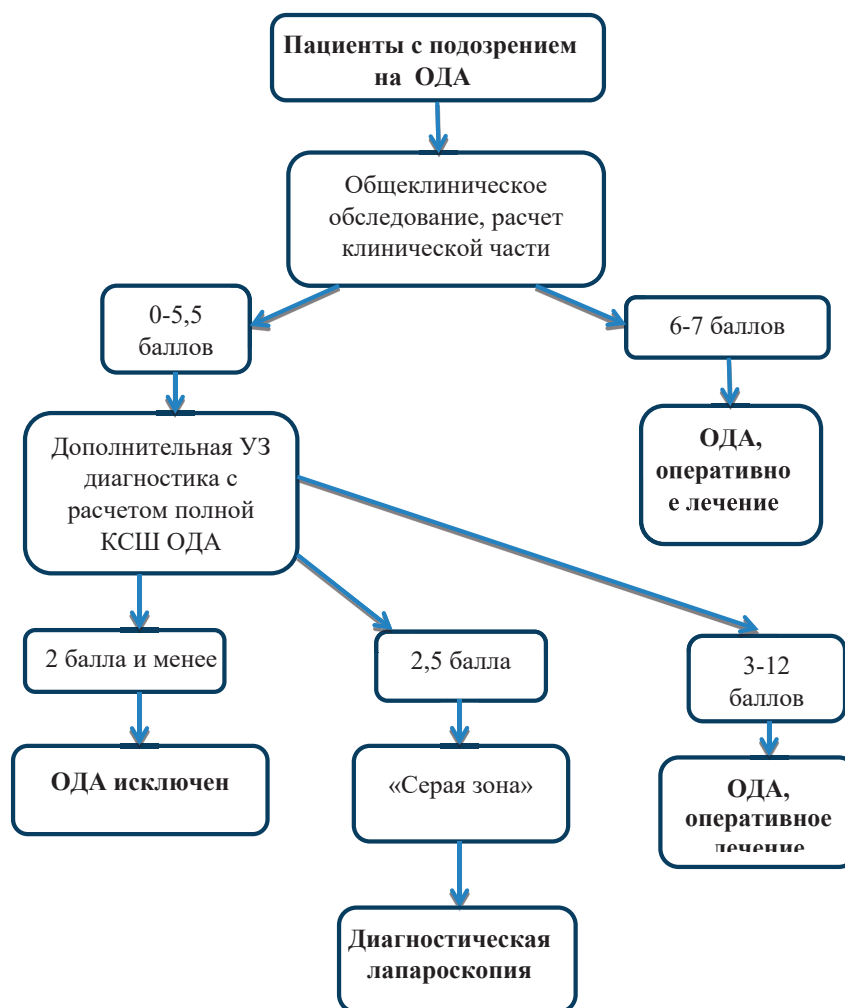 Пациенты с подозрением
на ОДА
Общеклиническое
обследование, расчет
клинической части
0-5,5
баллов
6-7 баллов
ОДА,
оперативно
е лечение
Дополнительная УЗ
диагностика с
расчетом полной
КСШ ОДА
2 балла и менее
2,5 балла
3-12
баллов
ОДА исключен
«Серая зона»
ОДА,
оперативное
лечение
Диагностическая
лапароскопия